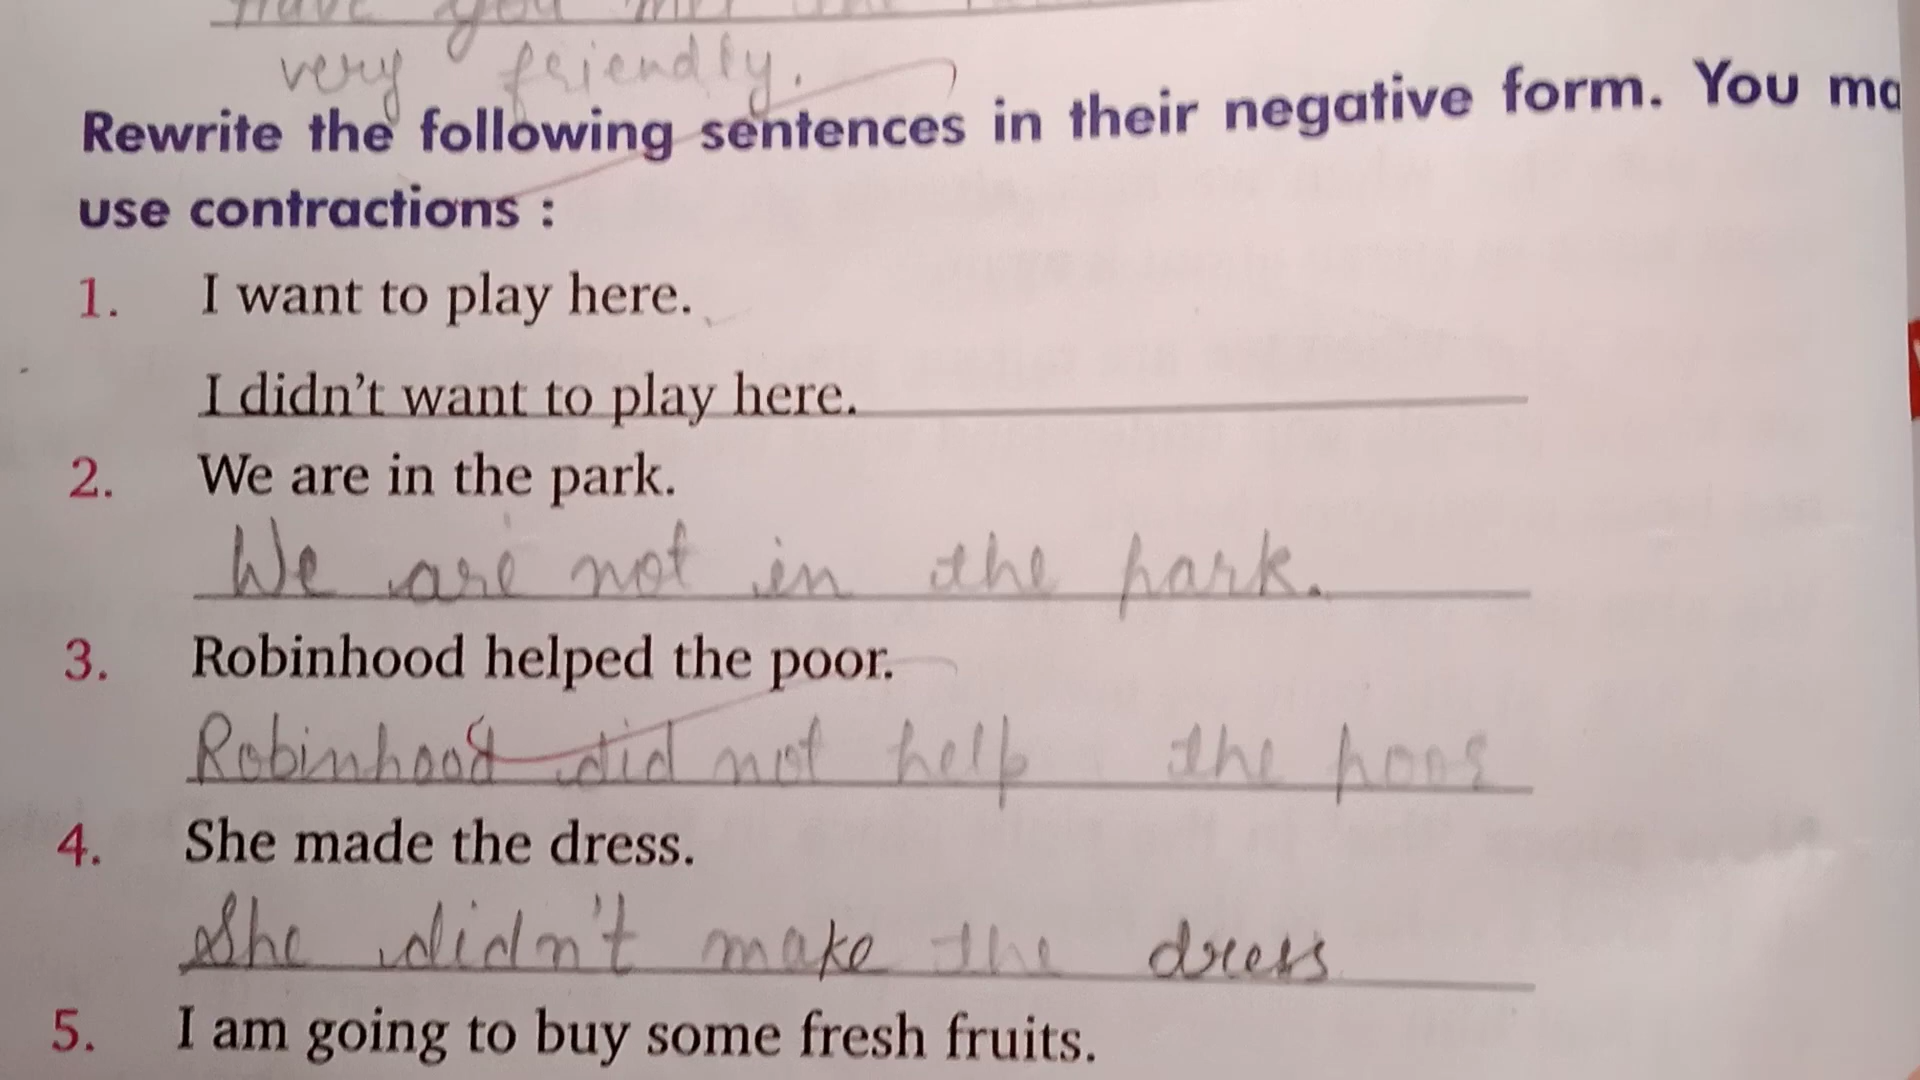 very friendly.
Rewrite the following sentences in their negative form. You
use contractions :
1. I want to play here.
I didn't want to play here.
2. We are in the park.
We are not in the park.
3. Robinhood helped the poor.
Robinhood did not help the poor
4. She made the dress.
She didn't make the dress
5. I am going to buy some fresh fruits.